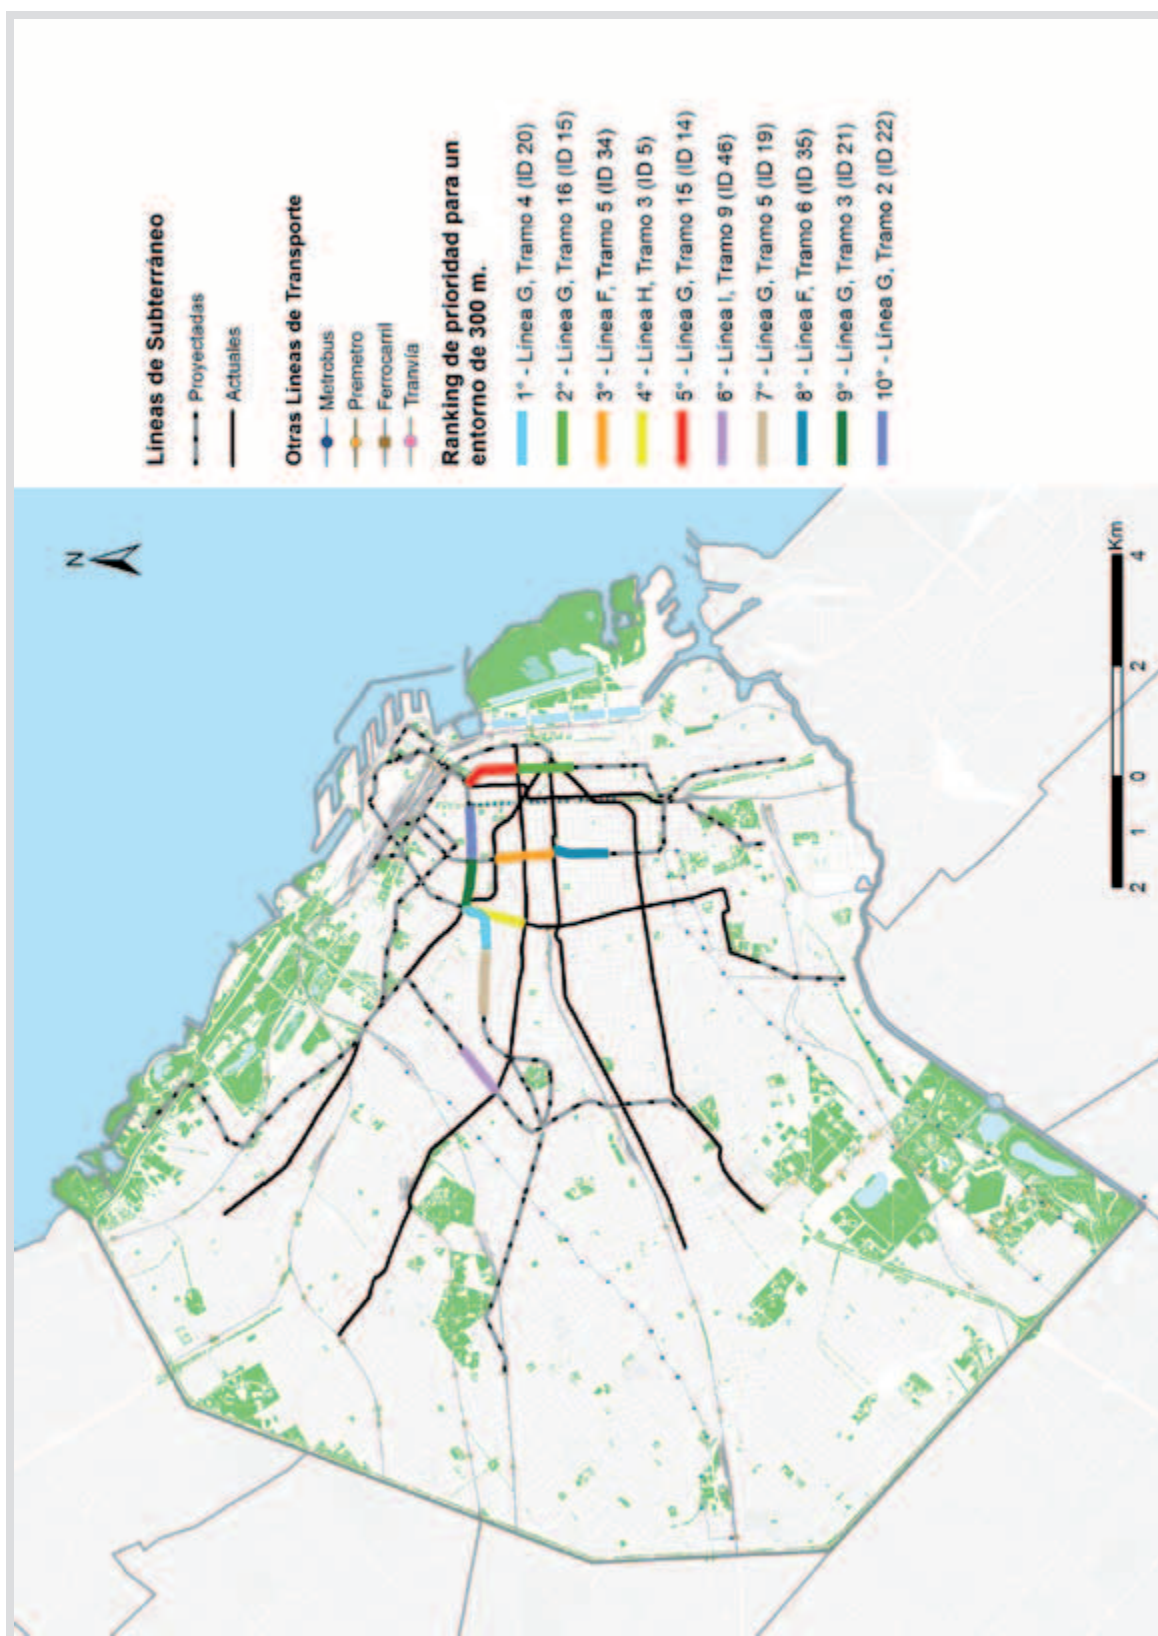 Líneas de Subterráneo
Proyectadas
Actuales
Otras Líneas de Transporte
Metrobus
Premetro
Ferrocarril
Tranvía
Ranking de prioridad para un
entorno de 300 m.
1° - Línea G, Tramo 4 (ID 20)
2° - Línea G, Tramo 16 (ID 15)
3° - Línea F, Tramo 5 (ID 34)
4° - Línea H, Tramo 3 (ID 5)
5° - Línea G, Tramo 15 (ID 14)
6° - Línea I, Tramo 9 (ID 46)
7° - Línea G, Tramo 5 (ID 19)
8° - Línea F, Tramo 6 (ID 35)
9° - Línea G, Tramo 3 (ID 21)
10° - Línea G, Tramo 2 (ID 22)
N
Km
2 1 0 2 4